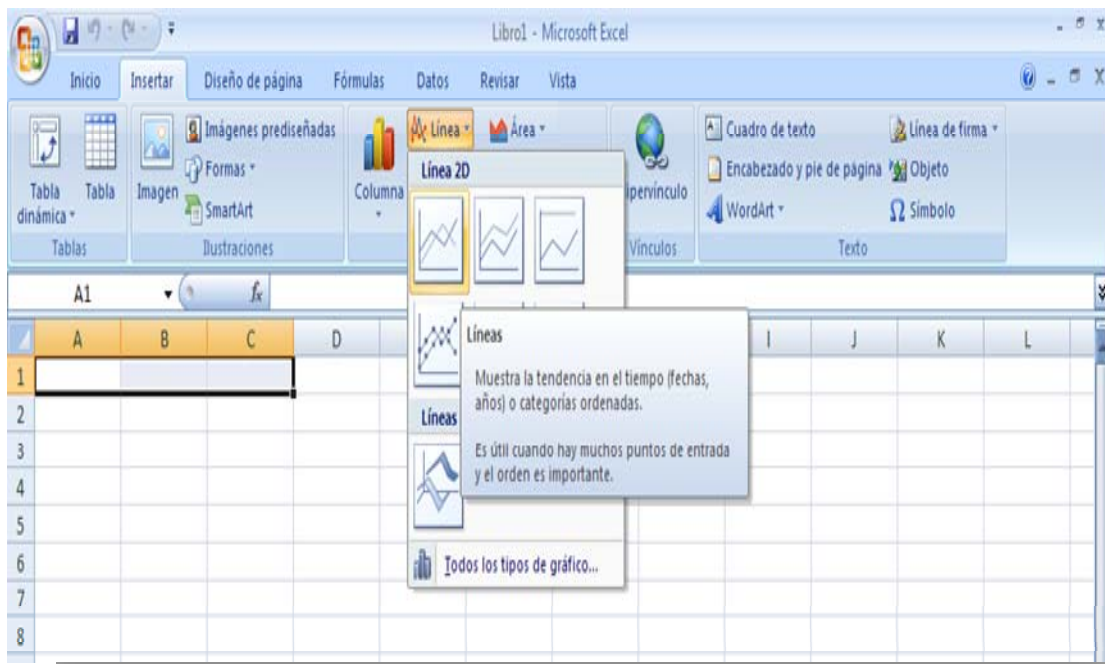 Libro1 - Microsoft Excel
Inicio Insertar Diseño de página Fórmulas Datos Revisar Vista
Tabla dinámica
Tabla
Tablas
Imagen
Imágenes prediseñadas
Formas
SmartArt
Ilustraciones
Columna
Línea
Área
ipervínculo
Vínculos
Cuadro de texto
Encabezado y pie de página
WordArt
Línea de firma
Objeto
Símbolo
Texto
Línea 2D
A1 fx
A B C D I J K L
1
2
3
4
5
6
7
8
Líneas
Muestra la tendencia en el tiempo (fechas,
años) o categorías ordenadas.
Es útil cuando hay muchos puntos de entrada
y el orden es importante.
Líneas
Todos los tipos de gráfico...